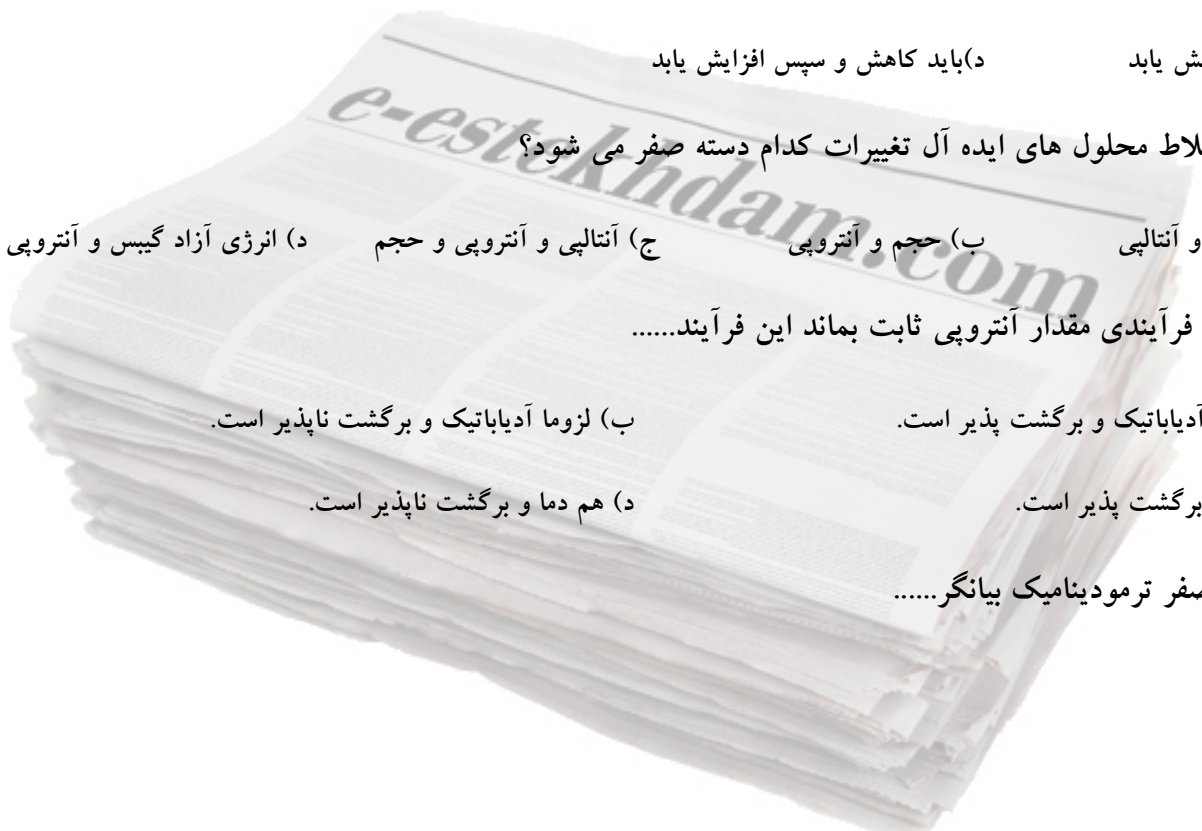 ش یابد د)باید کاهش و سپس افزایش یابد
لاط محلول های ایده آل تغییرات کدام دسته صفر می شود؟
و آنتالپی ب) حجم و آنتروپی ج) آنتالپی و آنتروپی و حجم د) انرژی آزاد گیبس و آنتروپی
فرآیندی مقدار آنتروپی ثابت بماند این فرآیند......
آدیاباتیک و برگشت پذیر است. ب) لزوما آدیاباتیک و برگشت ناپذیر است.
برگشت پذیر است. د) هم دما و برگشت ناپذیر است.
صفر ترمودینامیک بیانگر......
e-estekhdam.com